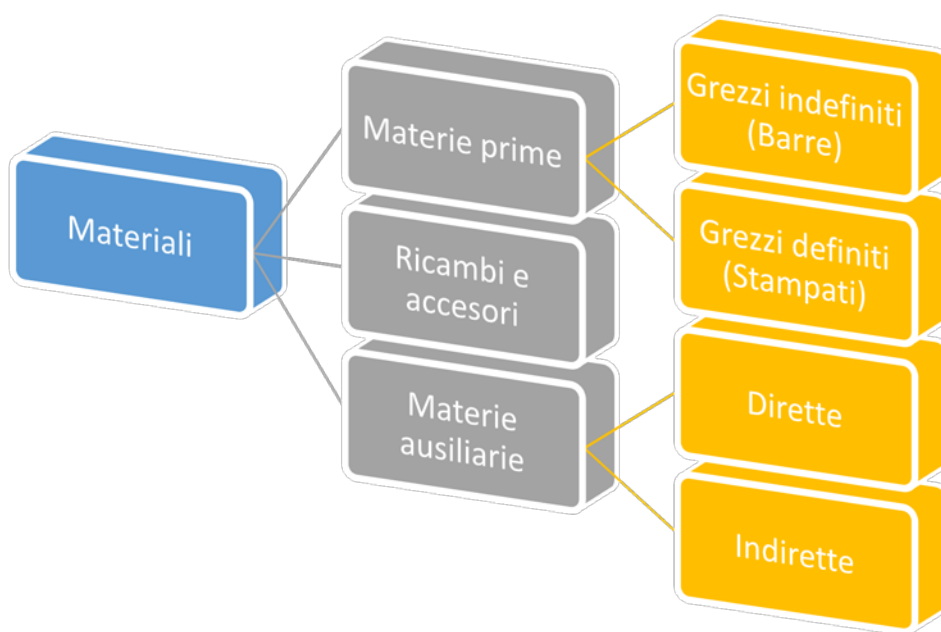 Materiali
Materie prime
Ricambi e
accesori
Materie
ausiliarie
Grezzi indefiniti
(Barre)
Grezzi definiti
(Stampati)
Dirette
Indirette